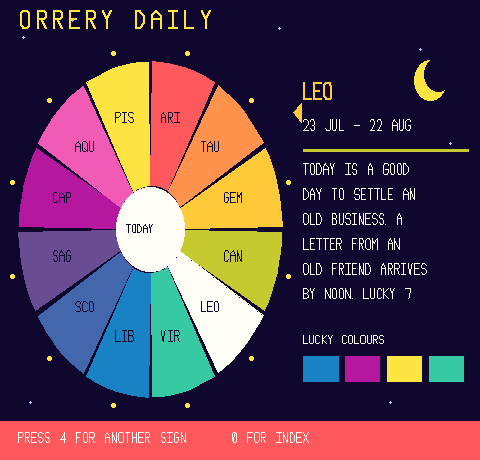 ORRERY DAILY
PIS
ARI
AQU
TAU
CAP
GEM
TODAY
SAG
CAN
SCO
LEO
LIB
VIR
LEO
23 JUL - 22 AUG
TODAY IS A GOOD
DAY TO SETTLE AN
OLD BUSINESS. A
LETTER FROM AN
OLD FRIEND ARRIVES
BY NOON. LUCKY 7
LUCKY COLOURS
PRESS 4 FOR ANOTHER SIGN
0 FOR INDEX